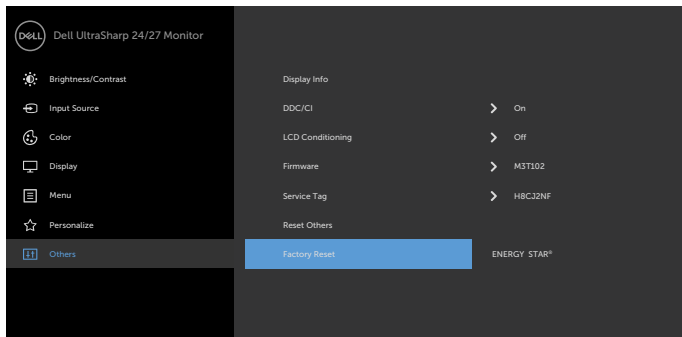 DELL
Dell UltraSharp 24/27 Monitor
Brightness/Contrast
Display Info
Input Source
DDC/CI
On
Color
LCD Conditioning
Off
Display
Firmware
M3T102
Menu
Service Tag
H8CJ2NF
Personalize
Reset Others
Others
Factory Reset
ENERGY STAR®